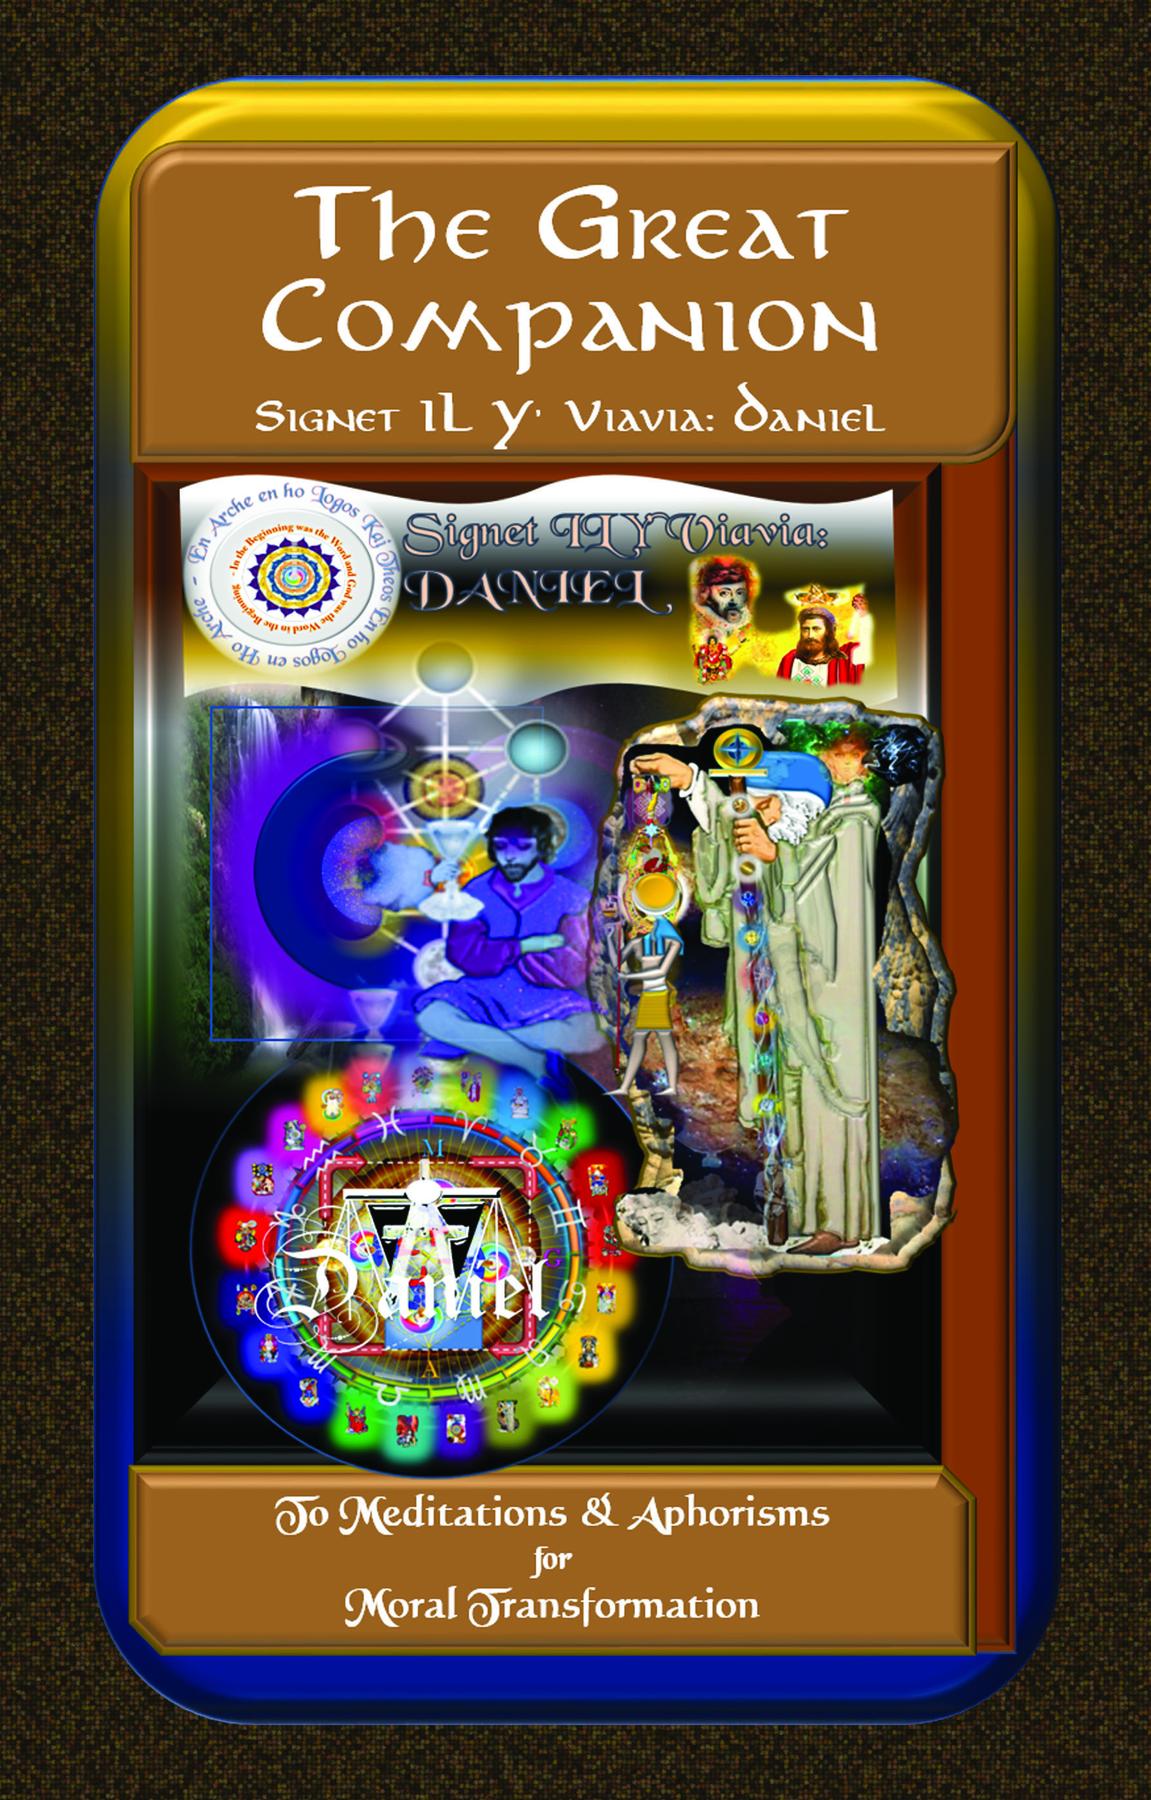 The Great
Companion
Signet IL Y' Viavia: Daniel
En Arche en ho Logos Kai Theos En ho Logos en Ho Arche -
- In the Beginning was the Word and God was the Word in the Beginning
Signet ILY Viavia:
DANIEL
M
G
A
Daniel
To Meditations & Aphorisms
for
Moral Transformation